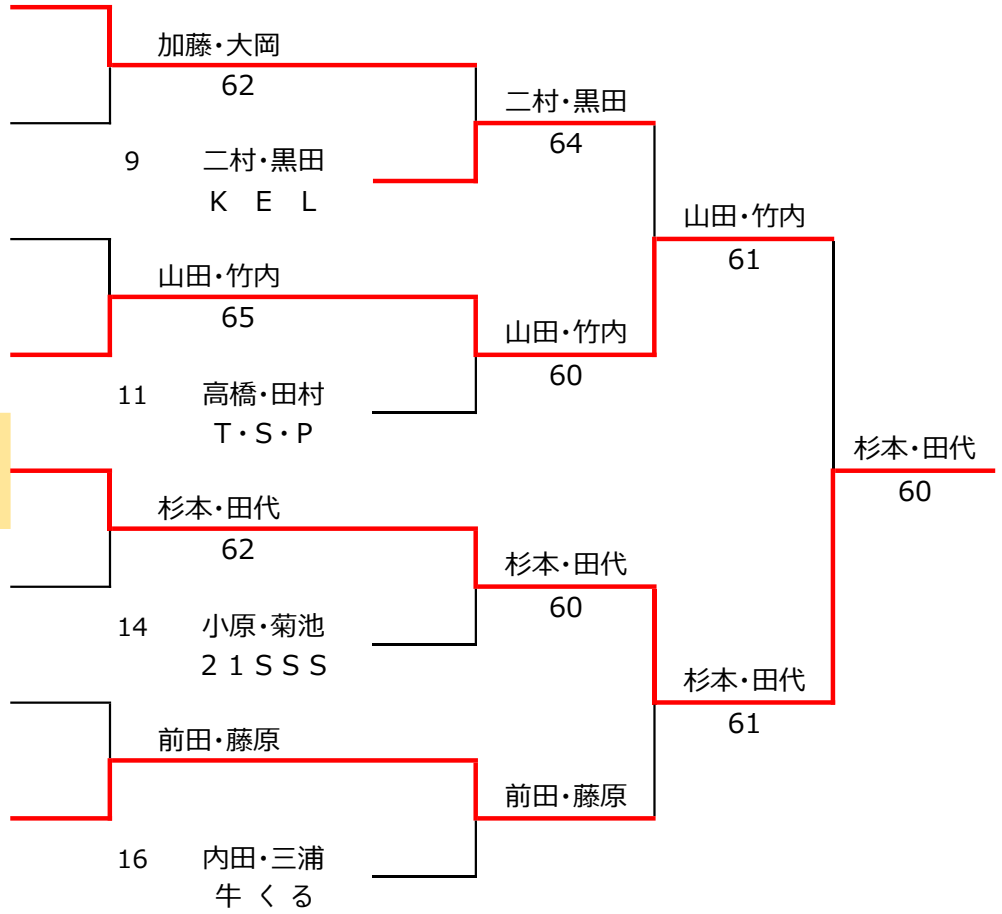 加藤・大岡
62
二村・黒田
64
9 二村・黒田
K E L
山田・竹内
61
山田・竹内
65
山田・竹内
60
11 高橋・田村
T・S・P
杉本・田代
60
杉本・田代
62
杉本・田代
60
14 小原・菊池
２１ＳＳＳ
杉本・田代
61
前田・藤原
前田・藤原
16 内田・三浦
牛くる